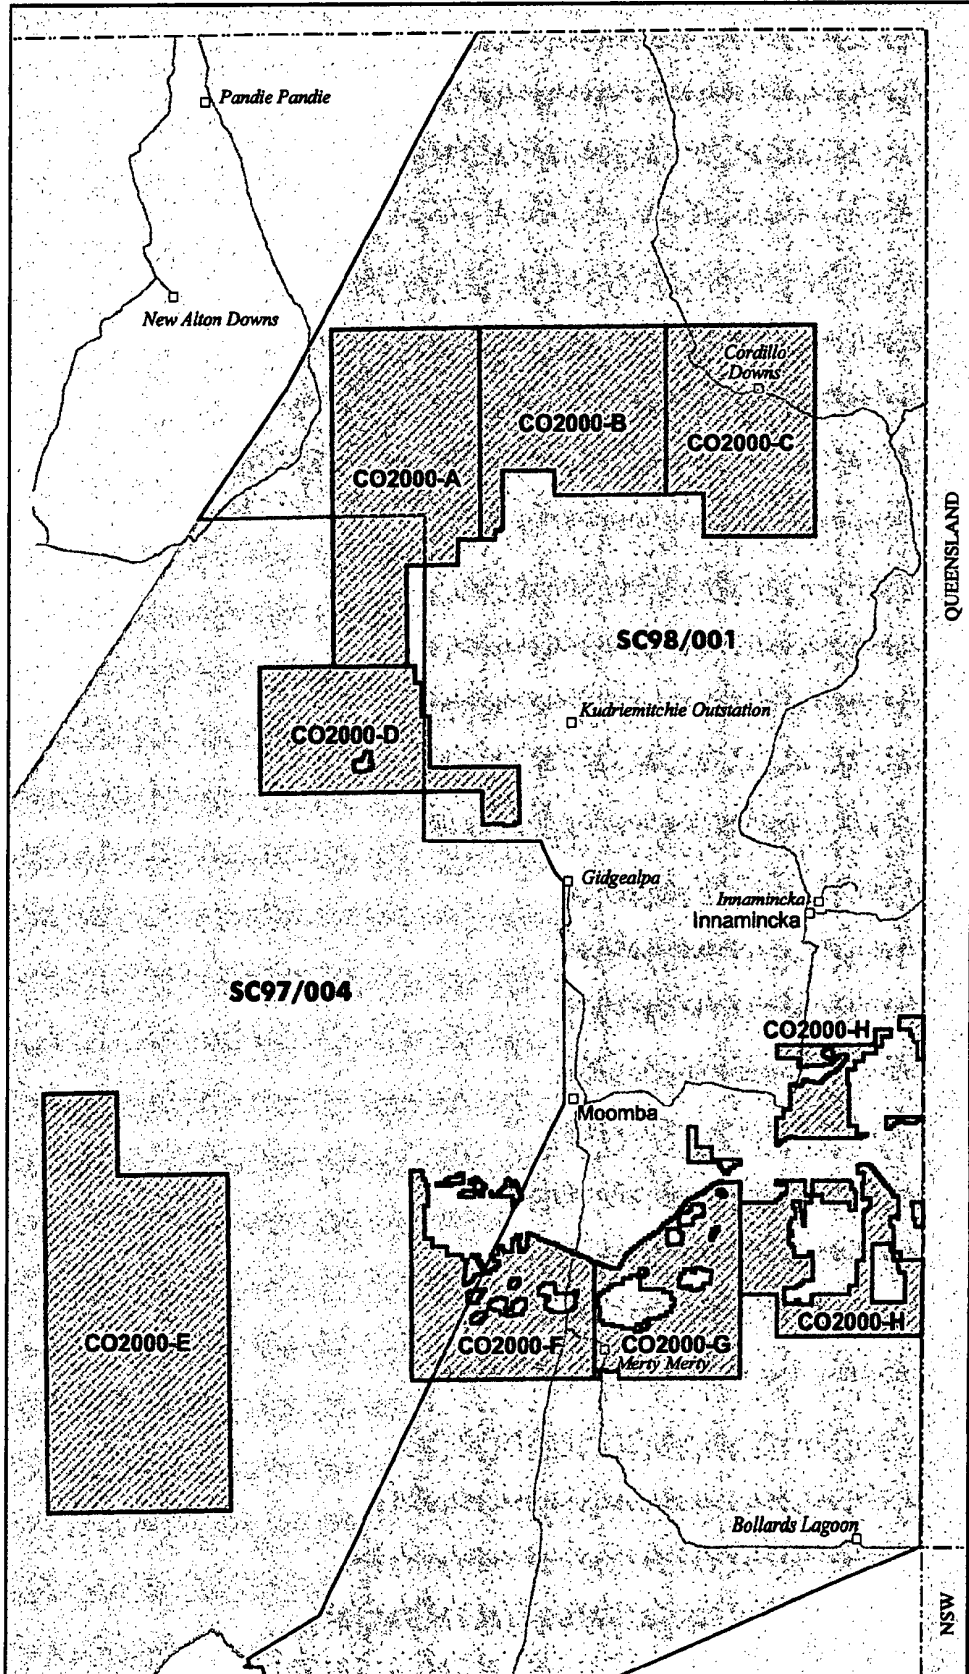 Pandie Pandie
New Alton Downs
Cordillo
Downs
CO2000-B
CO2000-C
CO2000-A
QUEENSLAND
SC98/001
Kudriemitchie Outstation
CO2000-D
Gidgealpa
Innamincka
Innamincka
SC97/004
CO2000-H
Moomba
CO2000-H
CO2000-E
CO2000-F
CO2000-G
Merty Merty
Bollards Lagoon
NSW